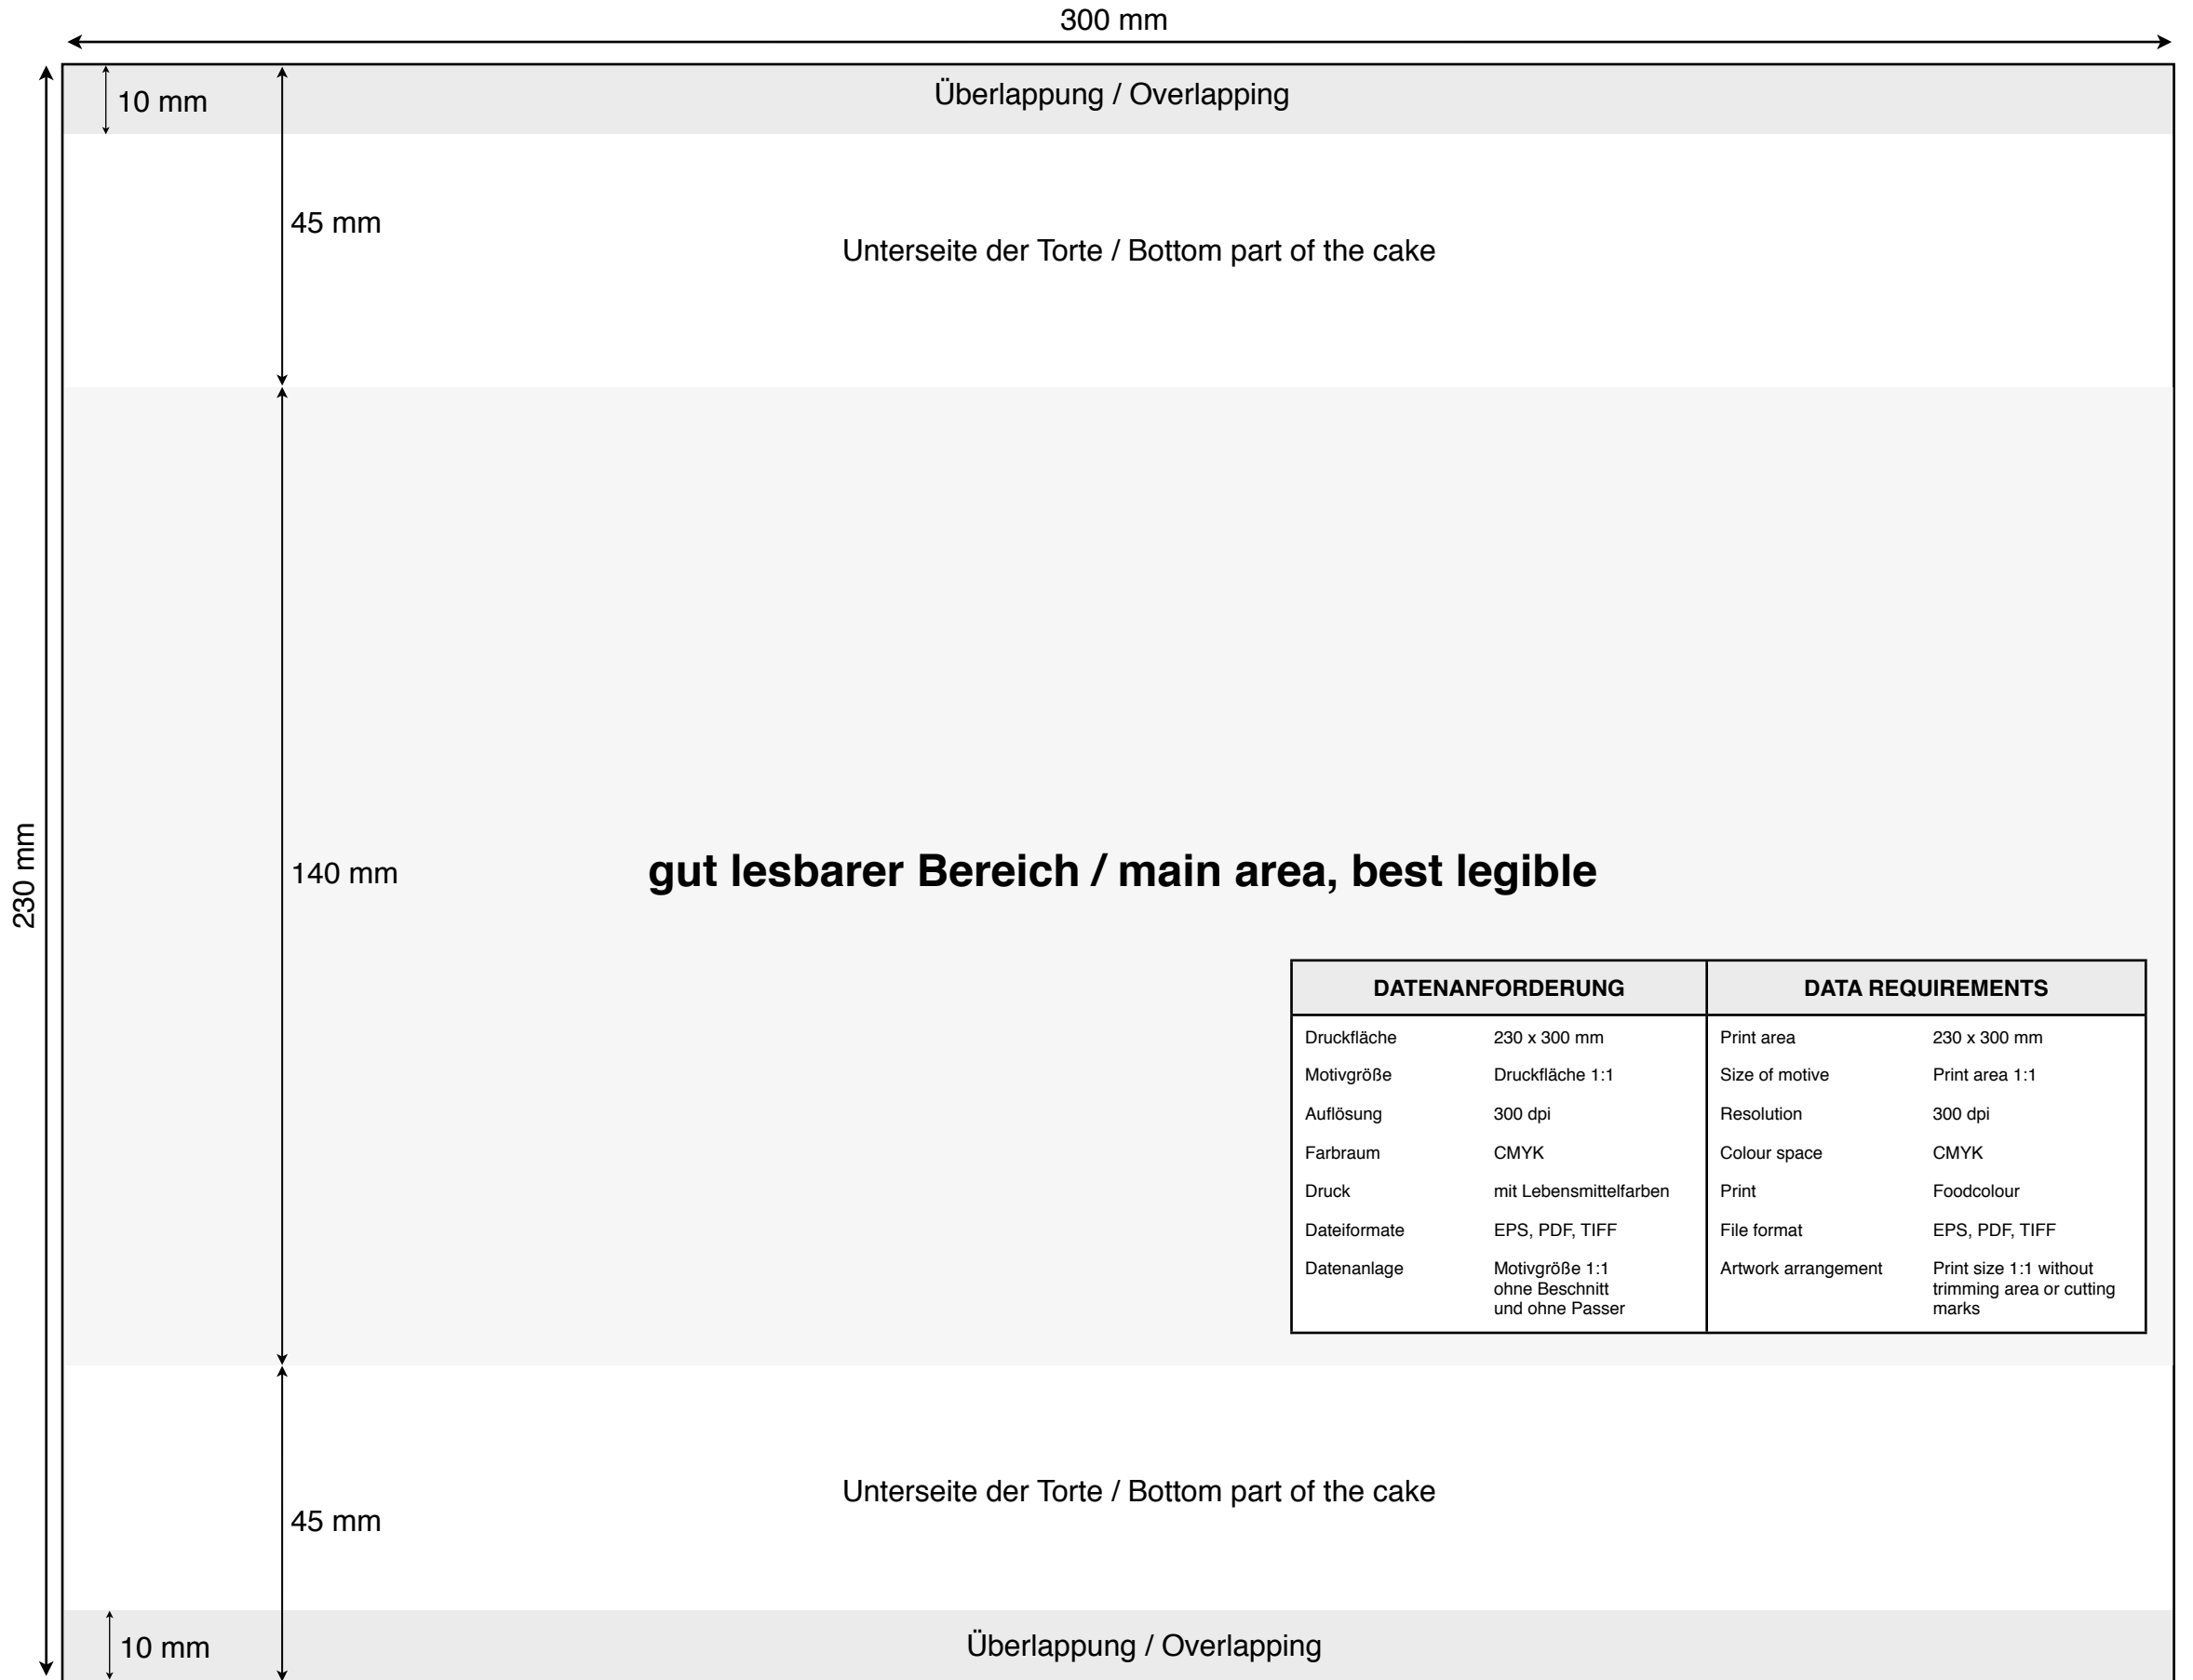 300 mm
10 mm
Überlappung / Overlapping
45 mm
Unterseite der Torte / Bottom part of the cake
230 mm
140 mm
gut lesbarer Bereich / main area, best legible
DATENANFORDERUNG DATA REQUIREMENTS
Druckfläche 230 x 300 mm Print area 230 x 300 mm
Motivgröße Druckfläche 1:1 Size of motive Print area 1:1
Auflösung 300 dpi Resolution 300 dpi
Farbraum CMYK Colour space CMYK
Druck mit Lebensmittelfarben Print Foodcolour
Dateiformate EPS, PDF, TIFF File format EPS, PDF, TIFF
Datenanlage Motivgröße 1:1 Artwork arrangement Print size 1:1 without
ohne Beschnitt trimming area or cutting
und ohne Passer marks
Unterseite der Torte / Bottom part of the cake
45 mm
10 mm
Überlappung / Overlapping